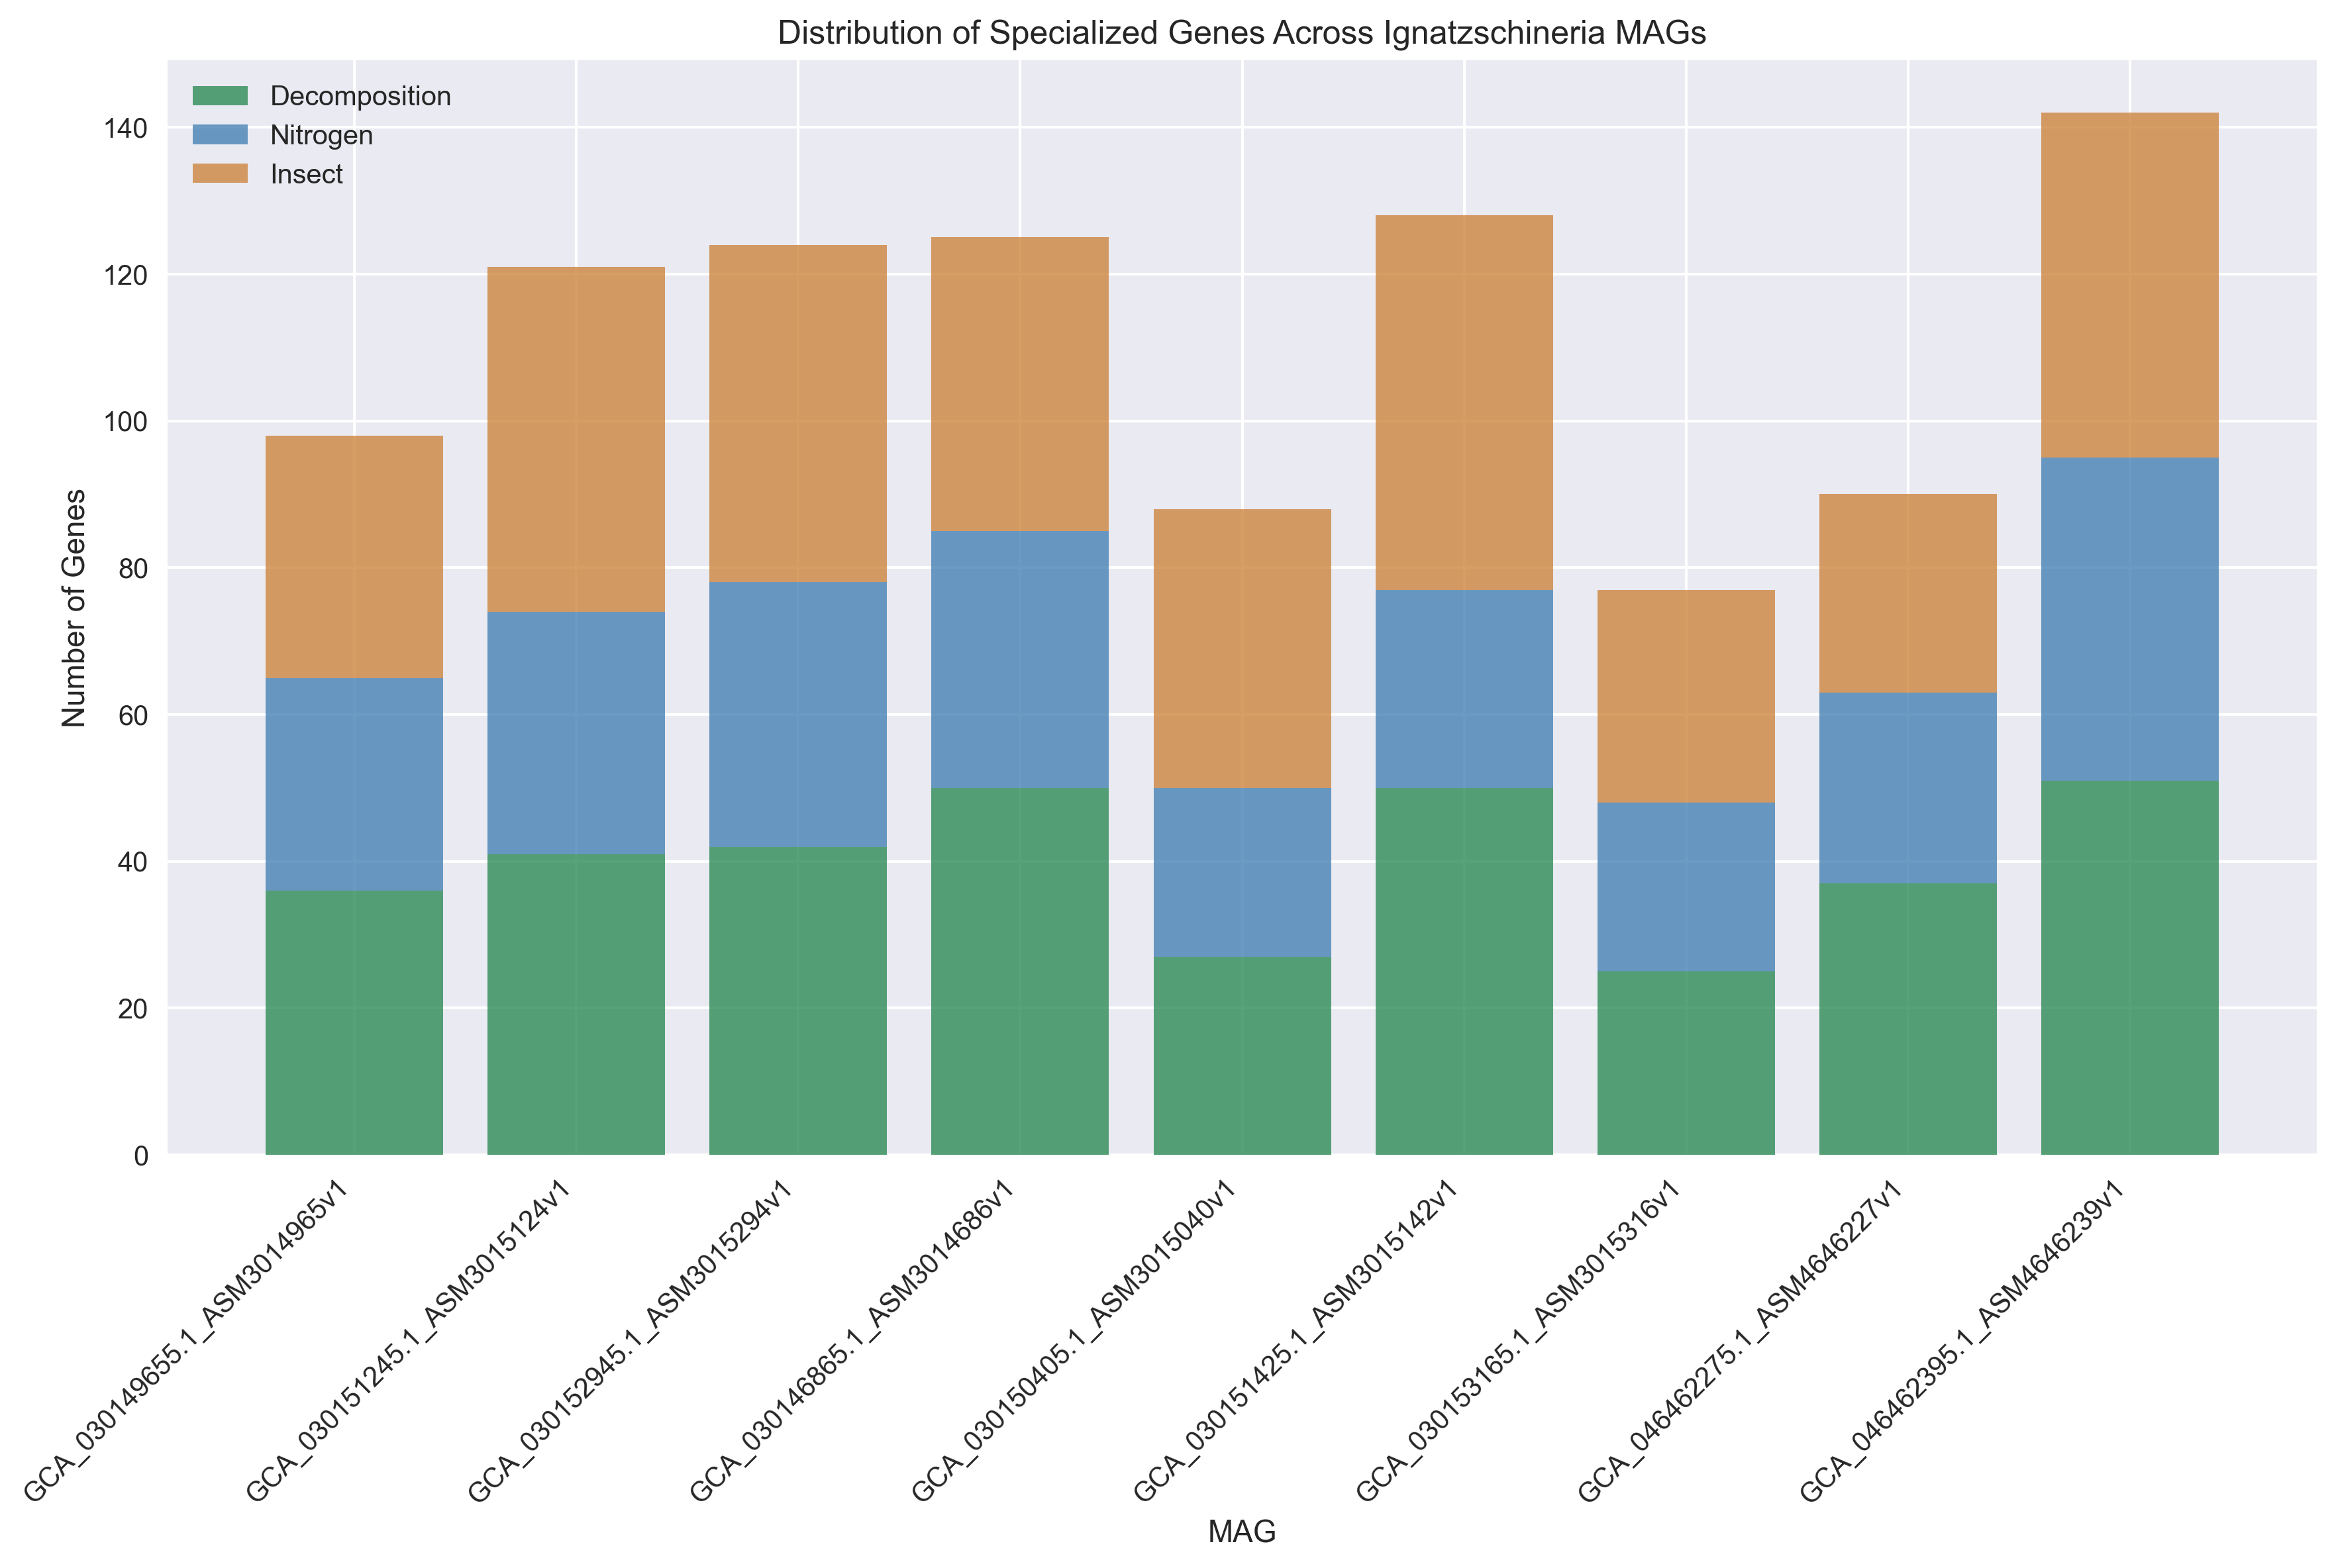 Distribution of Specialized Genes Across Ignatzschineria MAGs
Decomposition
Nitrogen
Insect
Number of Genes
140
120
100
80
60
40
20
0
GCA_030149655.1_ASM3014965v1
GCA_030151245.1_ASM3015124v1
GCA_030152945.1_ASM3015294v1
GCA_030146865.1_ASM3014686v1
GCA_030150405.1_ASM3015040v1
GCA_030151425.1_ASM3015142v1
GCA_030153165.1_ASM3015316v1
GCA_046462275.1_ASM4646227v1
GCA_046462395.1_ASM4646239v1
MAG